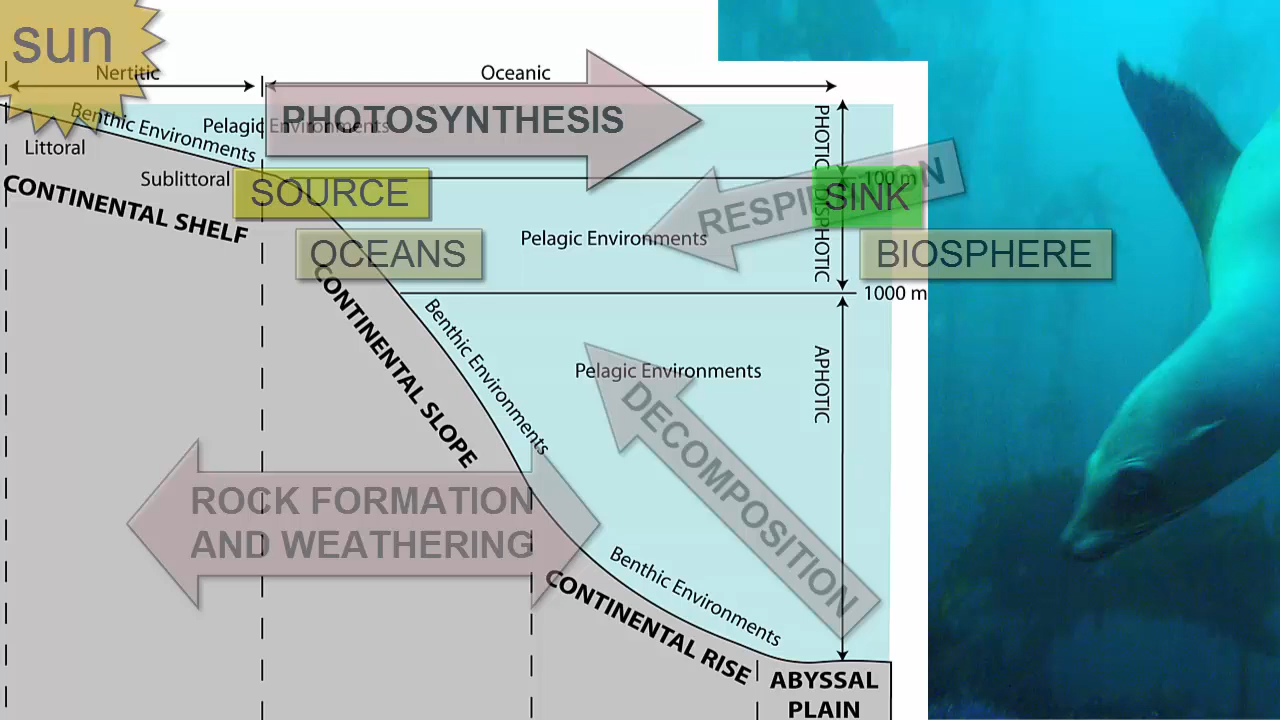 sun
Nertitic
Oceanic
Benthic Environments
Pelagic Environments
PHOTOSYNTHESIS
PHOTIC
Littoral
Sublittoral
CONTINENTAL SHELF
SOURCE
100 m
RESPIRATION
SINK
DISPHOTIC
Pelagic Environments
OCEANS
BIOSPHERE
1000 m
CONTINENTAL SLOPE
Benthic Environments
Pelagic Environments
APHOTIC
DECOMPOSITION
ROCK FORMATION
AND WEATHERING
Benthic Environments
CONTINENTAL RISE
ABYSSAL
PLAIN